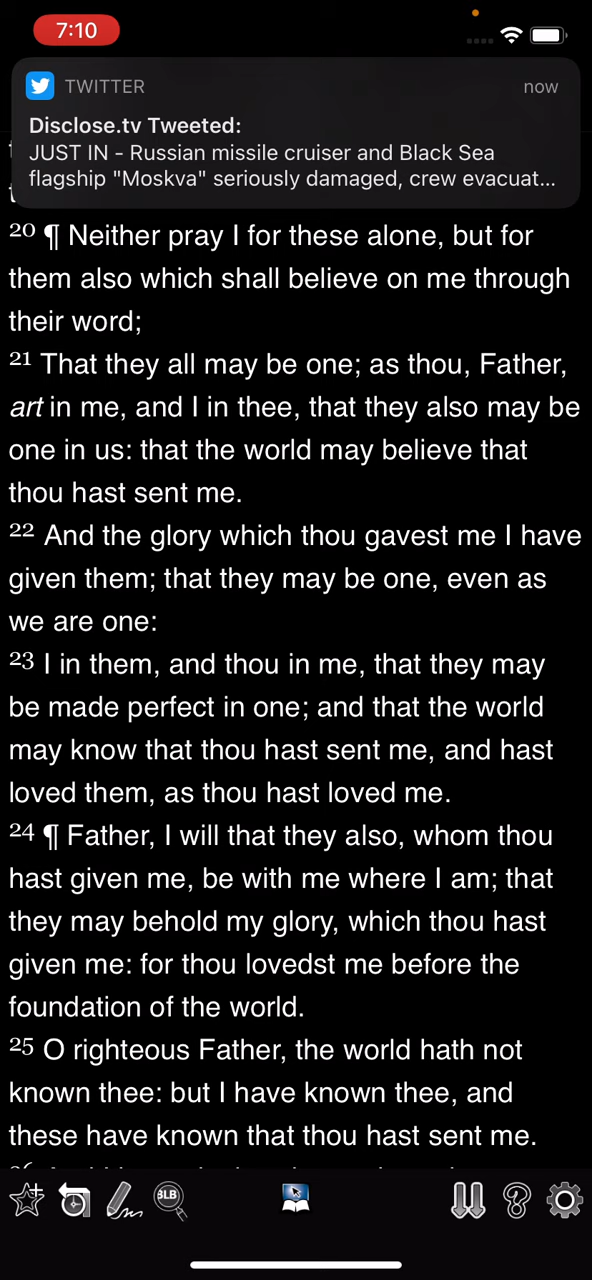 7:10
TWITTER
now
Disclose.tv Tweeted:
JUST IN - Russian missile cruiser and Black Sea
flagship "Moskva" seriously damaged, crew evacuat...
20 ¶ Neither pray I for these alone, but for
them also which shall believe on me through
their word;
21 That they all may be one; as thou, Father,
art in me, and I in thee, that they also may be
one in us: that the world may believe that
thou hast sent me.
22 And the glory which thou gavest me I have
given them; that they may be one, even as
we are one:
23 I in them, and thou in me, that they may
be made perfect in one; and that the world
may know that thou hast sent me, and hast
loved them, as thou hast loved me.
24 ¶ Father, I will that they also, whom thou
hast given me, be with me where I am; that
they may behold my glory, which thou hast
given me: for thou lovedst me before the
foundation of the world.
25 O righteous Father, the world hath not
known thee: but I have known thee, and
these have known that thou hast sent me.
BLB